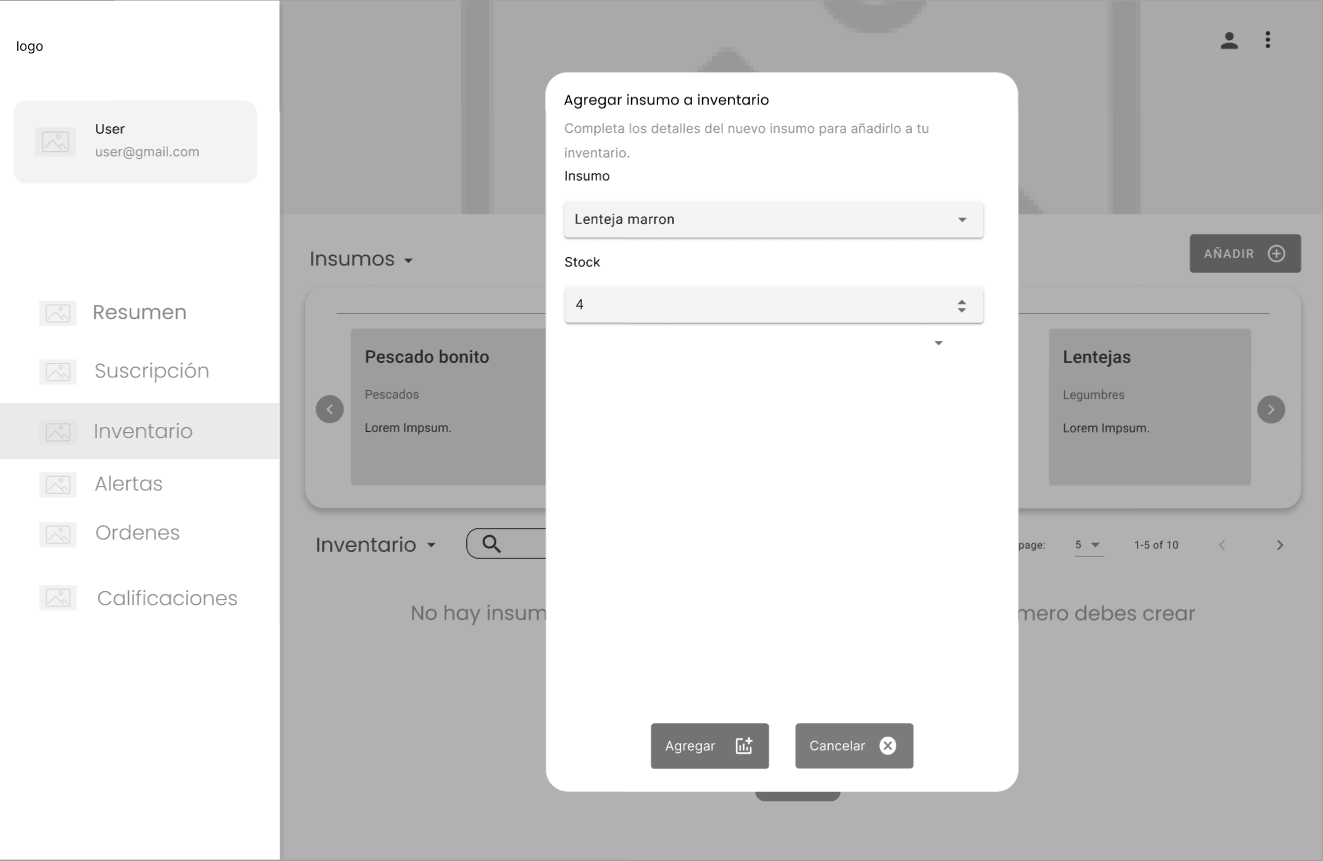 logo
User
user@gmail.com
Resumen
Suscripción
Inventario
Alertas
Ordenes
Calificaciones
Insumos
AÑADIR
Pescado bonito
Pescados
Lorem Impsum.
Lentejas
Legumbres
Lorem Impsum.
Inventario
page: 5 1-5 of 10
No hay insum
mero debes crear
Agregar insumo a inventario
Completa los detalles del nuevo insumo para añadirlo a tu
inventario.
Insumo
Lenteja marron
Stock
4
Agregar
Cancelar